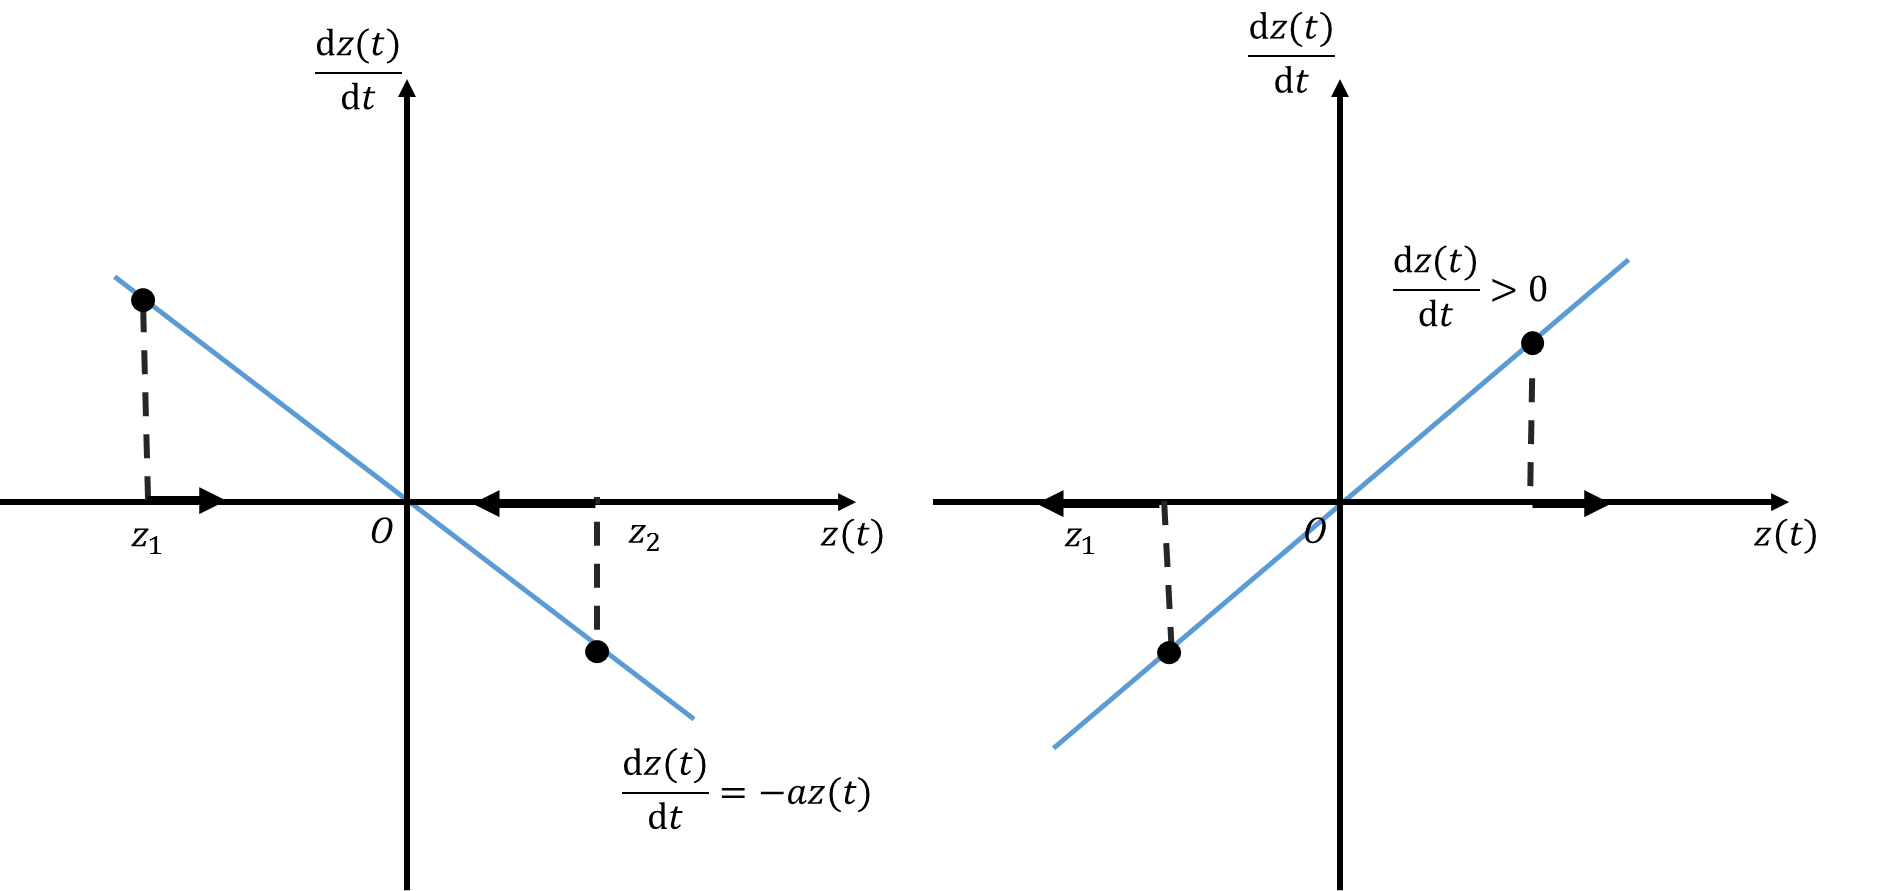 dz(t)/dt
z₁
O
z₂
z(t)
dz(t)/dt = −az(t)
dz(t)/dt
dz(t)/dt > 0
z₁
O
z(t)